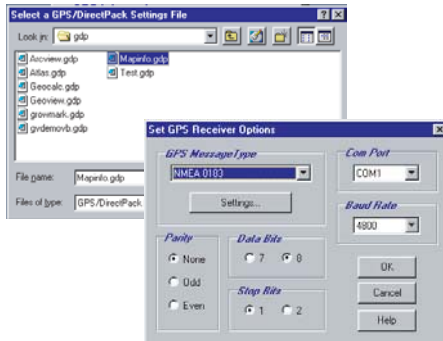 Select a GPS/DirectPack Settings File
Look in: gdp
Arcview.gdp
Atlas.gdp
Geocalc.gdp
Geoview.gdp
growmark.gdp
gvdemovb.gdp
Mapinfo.gdp
Test.gdp
File name: Mapinfo.gdp
Files of type: GPS/DirectPack
Set GPS Receiver Options
GPS Message Type
NMEA 0183
Settings...
Com Port
COM1
Baud Rate
4800
Parity
None
Odd
Even
Data Bits
7 8
Stop Bits
1 2
OK
Cancel
Help